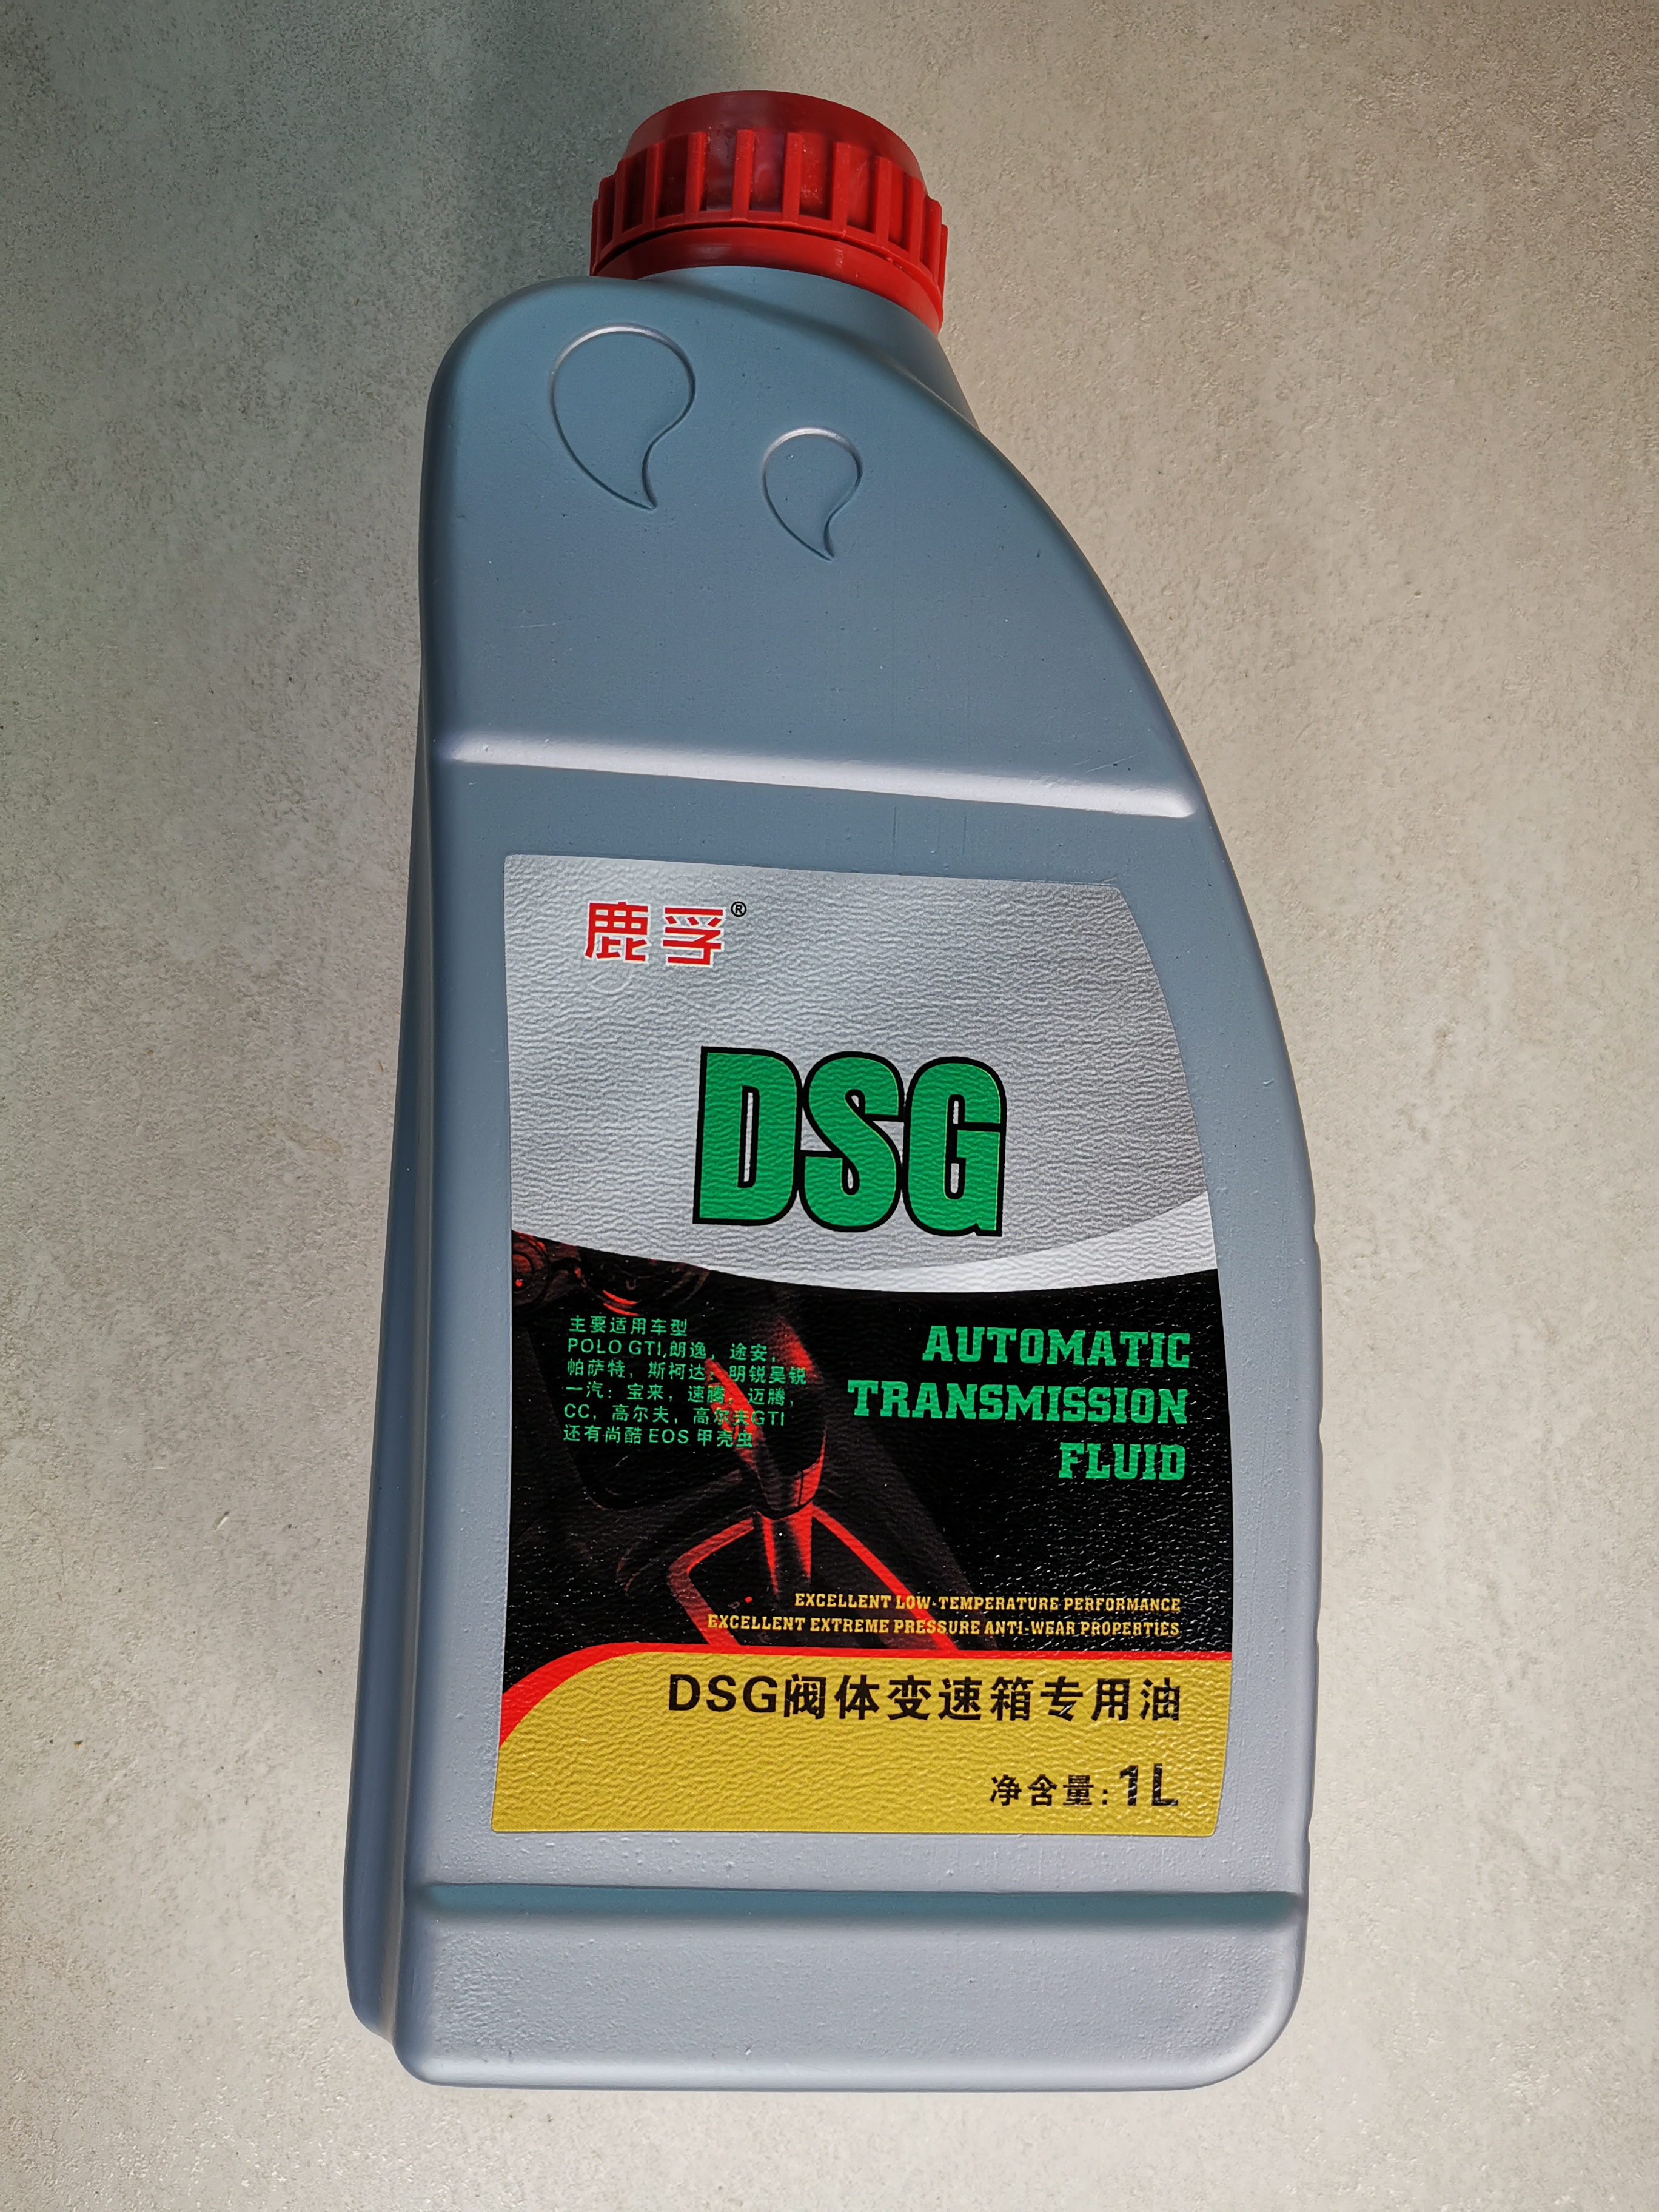 鹿孚®
DSG
主要适用车型
POLO GTI,朗逸，途安，
帕萨特，斯柯达：明锐昊锐
一汽：宝来，速腾，迈腾，
CC，高尔夫，高尔夫GTI
还有尚酷 EOS 甲壳虫
AUTOMATIC
TRANSMISSION
FLUID
EXCELLENT LOW-TEMPERATURE PERFORMANCE
EXCELLENT EXTREME PRESSURE ANTI-WEAR PROPERTIES
DSG阀体变速箱专用油
净含量：1L